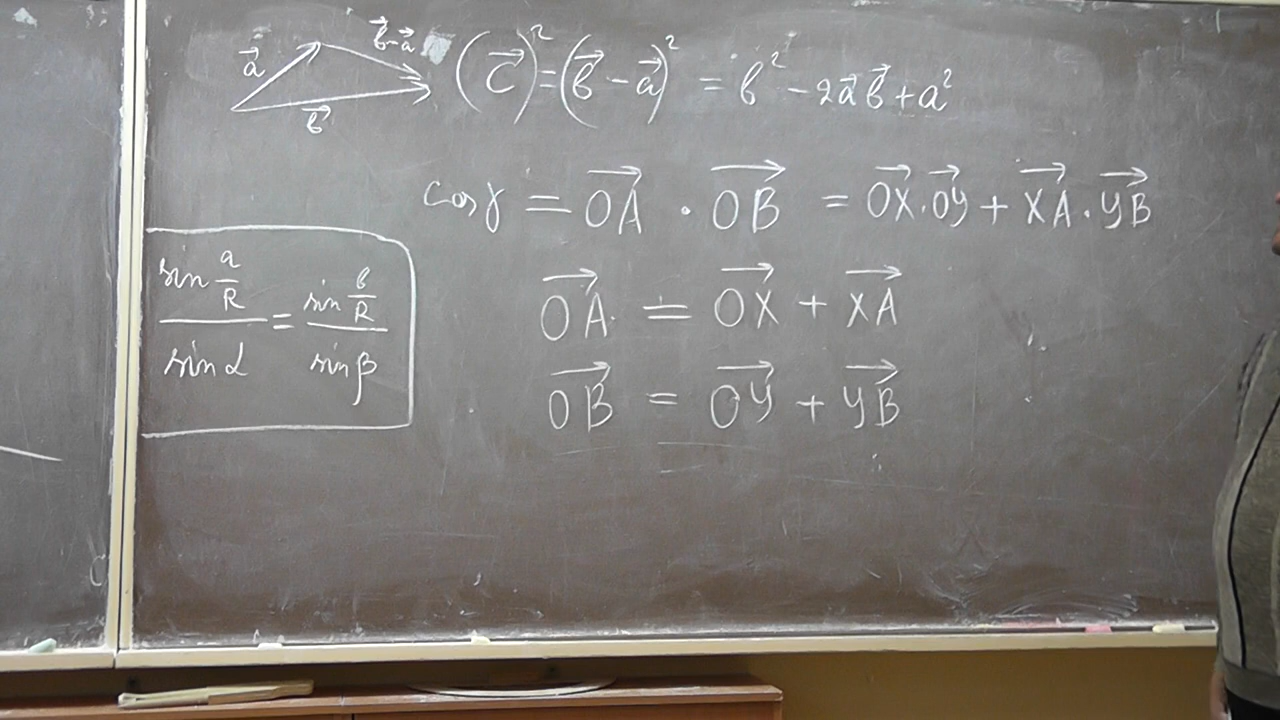 a⃗ b⃗-a⃗ b⃗
(c⃗)² = (b⃗ - a⃗)² = b² - 2a⃗b⃗ + a²
cos γ = OA⃗ · OB⃗ = OX⃗ · OY⃗ + XA⃗ · YB⃗
OA⃗ = OX⃗ + XA⃗
OB⃗ = OY⃗ + YB⃗
sin a/R / sin α = sin b/R / sin β